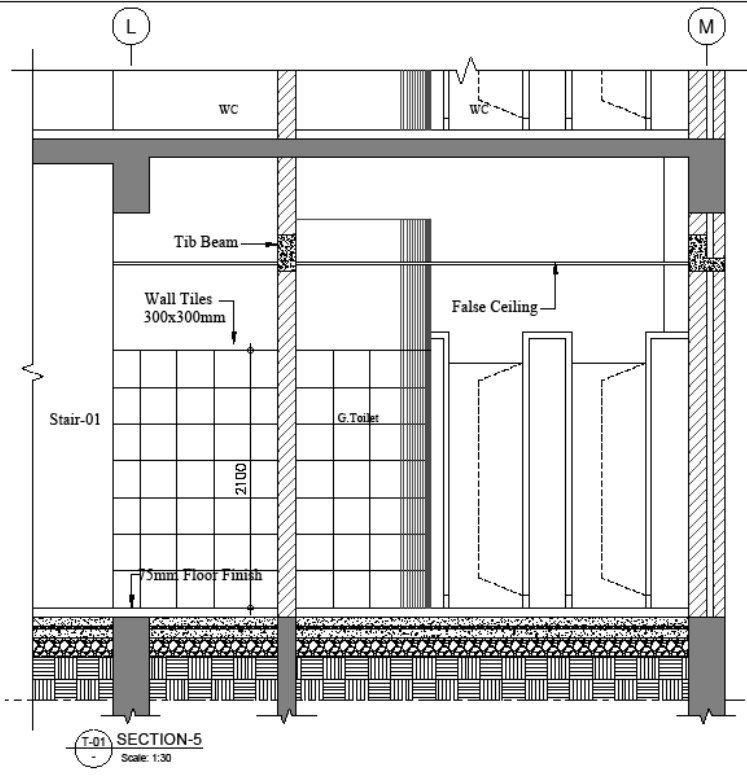 L
M
WC
WC
Tib Beam
Wall Tiles
300x300mm
False Ceiling
Stair-01
G.Toilet
2100
75mm Floor Finish
T-01
-
SECTION-5
Scale: 1:30